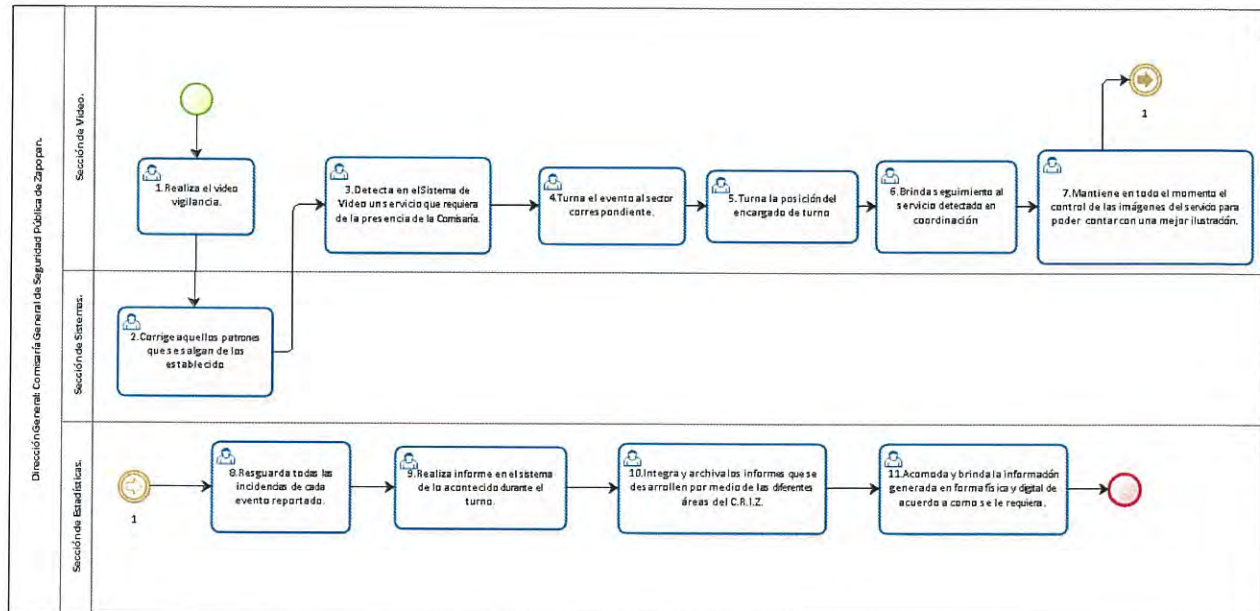 Dirección General: Comisaría General de Seguridad Pública de Zapopan.
Sección de Video.
1.Realiza el video
vigilancia.
3.Detecta en el Sistema de
Video un servicio que requiera
de la presencia de la Comisaría.
4.Turna el evento al sector
correspondiente.
5.Turna la posición del
encargado de turno
6.Brinda seguimiento al
servicio detectado en
coordinación
7.Mantiene en todo el momento el
control de las imágenes del servicio para
poder contar con una mejor ilustración.
1
Sección de Sistemas.
2.Corrige aquellos patrones
que se salgan de los
establecido
Sección de Estadísticas.
1
8.Resguarda todas las
incidencias de cada
evento reportado.
9.Realiza informe en el sistema
de lo acontecido durante el
turno.
10.Integra y archiva los informes que se
desarrollen por medio de las diferentes
áreas del C.R.I.Z.
11.Acomoda y brinda la información
generada en forma física y digital de
acuerdo a como se le requiera.